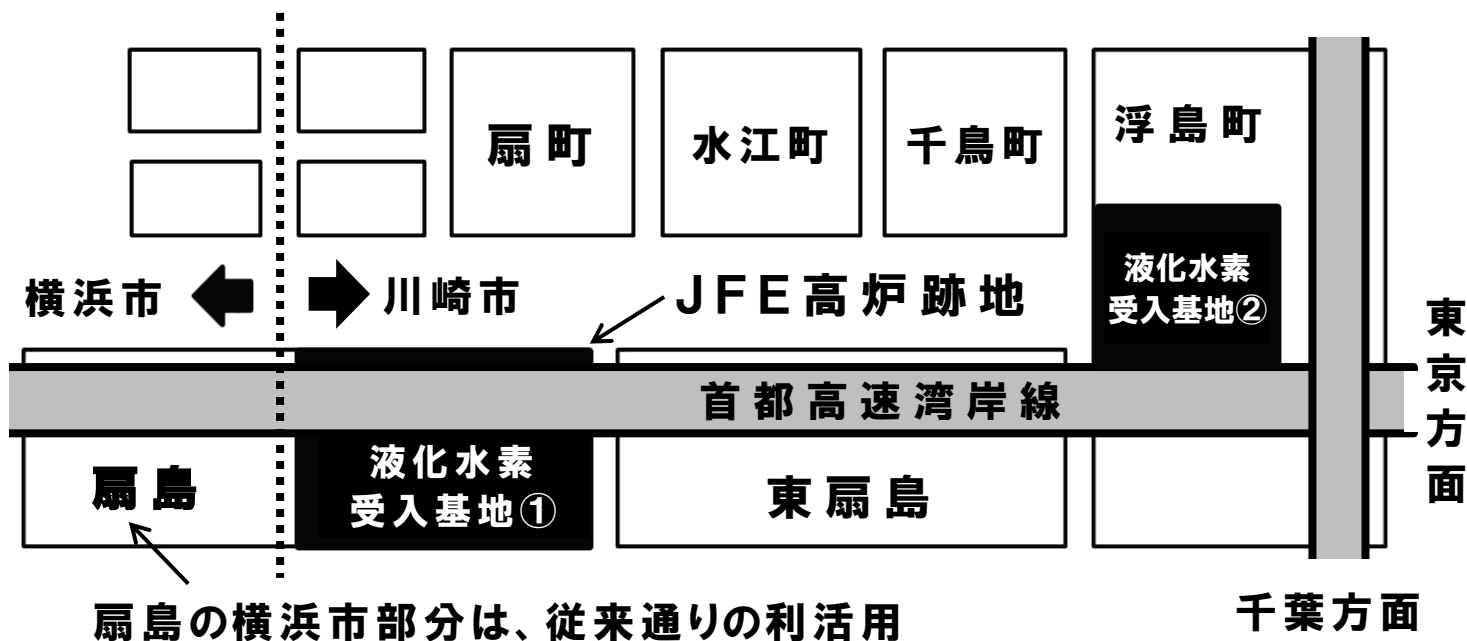 扇町
水江町
千鳥町
浮島町
液化水素
受入基地②
横浜市
川崎市
JFE高炉跡地
東京方面
首都高速湾岸線
扇島
液化水素
受入基地①
東扇島
扇島の横浜市部分は、従来通りの利活用
千葉方面